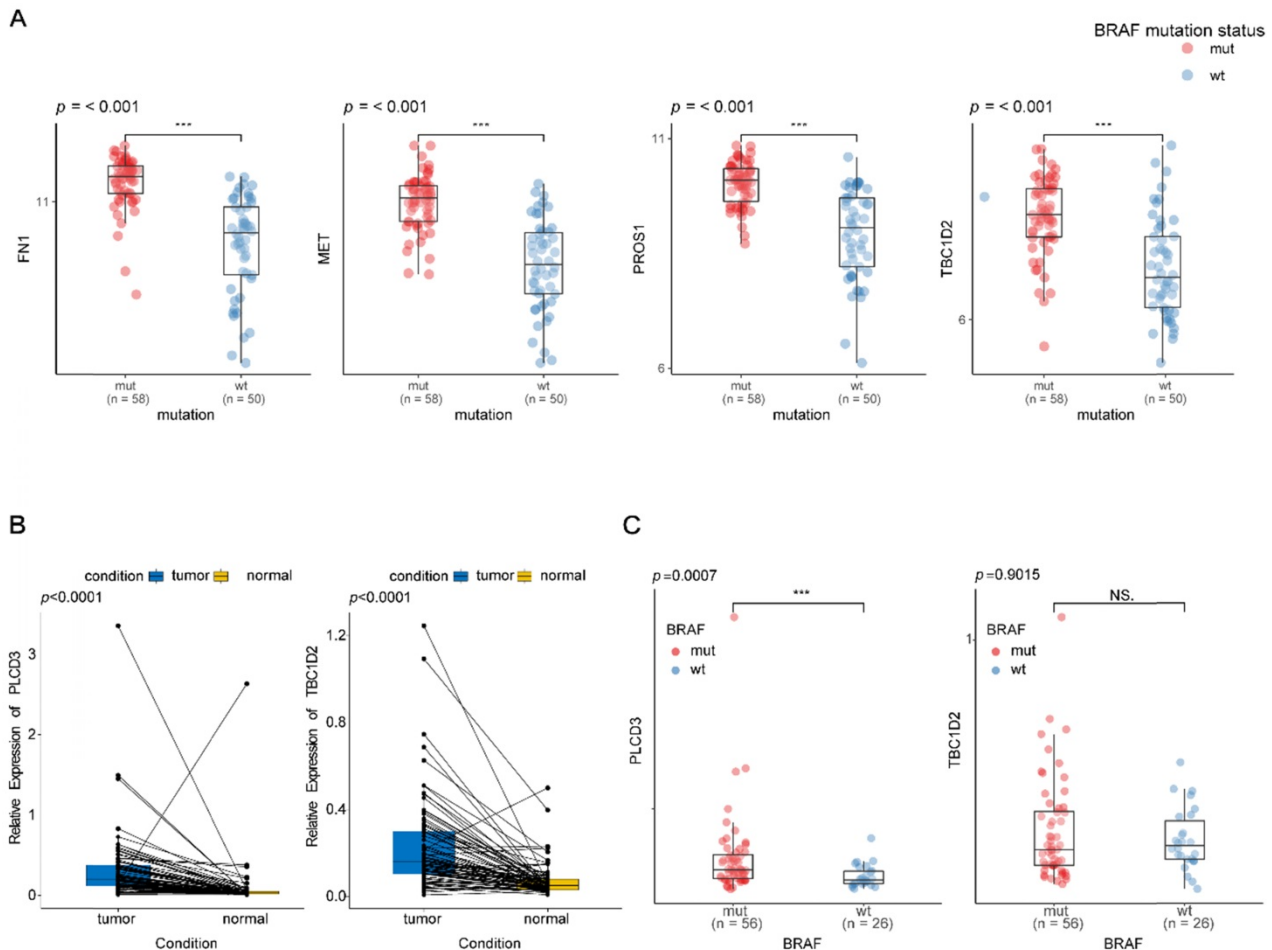 A
BRAF mutation status
mut
wt
p = < 0.001
p = < 0.001
p = < 0.001
p = < 0.001
***
***
***
***
FN1
11
MET
PROS1
11
6
TBC1D2
6
mut
(n = 58)
wt
(n = 50)
mutation
mut
(n = 58)
wt
(n = 50)
mutation
mut
(n = 58)
wt
(n = 50)
mutation
mut
(n = 58)
wt
(n = 50)
mutation
B
condition tumor normal
p<0.0001
Relative Expression of PLCD3
3
2
1
0
tumor
normal
Condition
condition tumor normal
p<0.0001
Relative Expression of TBC1D2
1.2
0.8
0.4
0.0
tumor
normal
Condition
C
p=0.0007
***
BRAF
mut
wt
PLCD3
mut
(n = 56)
wt
(n = 26)
BRAF
p=0.9015
NS.
1
BRAF
mut
wt
TBC1D2
mut
(n = 56)
wt
(n = 26)
BRAF